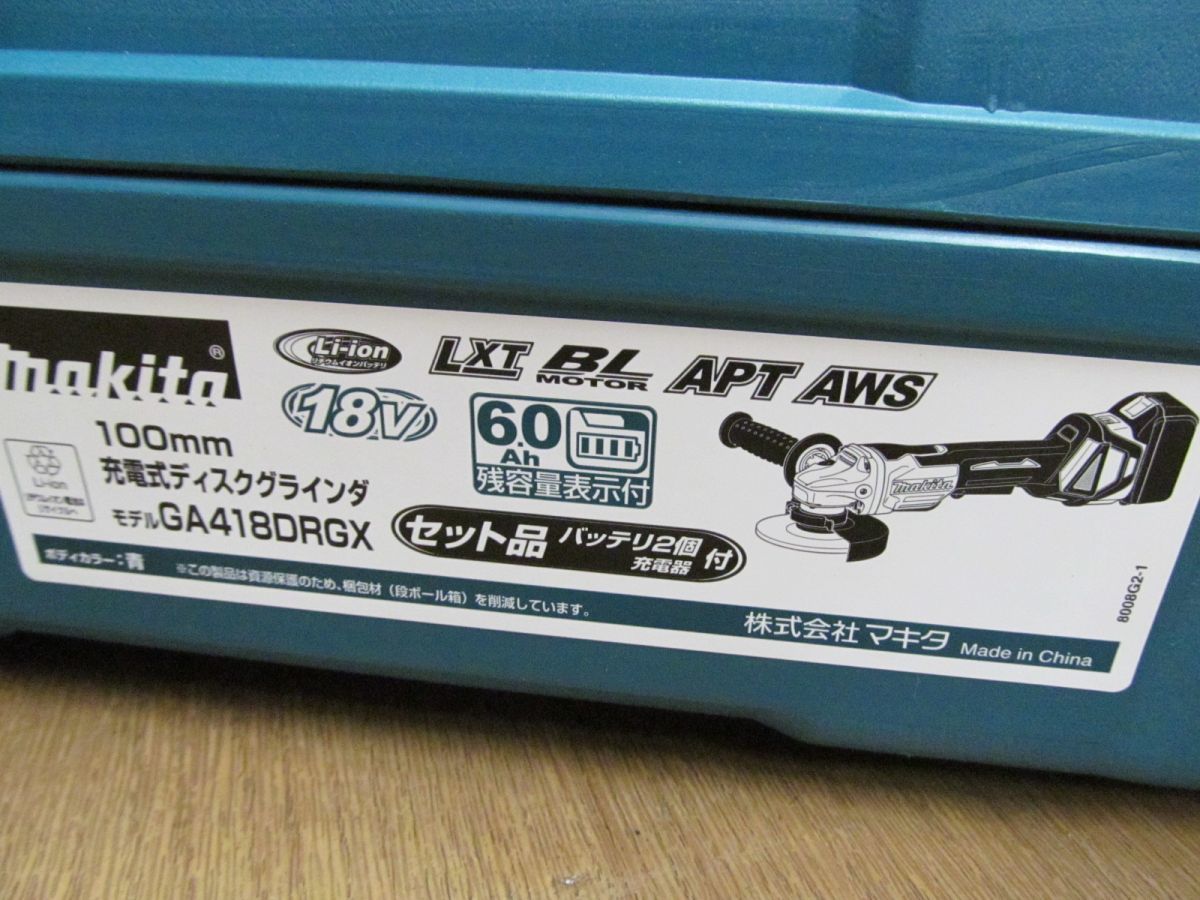 makita®
Li-ion
リチウムイオンバッテリ
LXT BL MOTOR APT AWS
18V
6.0 Ah
残容量表示付
100mm
充電式ディスクグラインダ
モデルGA418DRGX
セット品 バッテリ2個 充電器 付
Li-ion
makita
ボディカラー：青
※この製品は資源保護のため、梱包材（段ボール箱）を削減しています。
株式会社 マキタ Made in China
8008G2-1